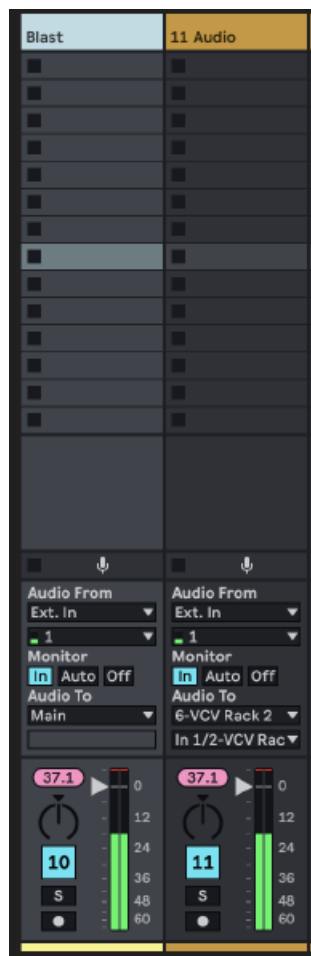 Blast
11 Audio
Audio From
Ext. In
1
Monitor
In Auto Off
Audio To
Main
Audio From
Ext. In
1
Monitor
In Auto Off
Audio To
6-VCV Rack 2
In 1/2-VCV Rac
37.1
0
12
24
36
48
60
10
S
37.1
0
12
24
36
48
60
11
S